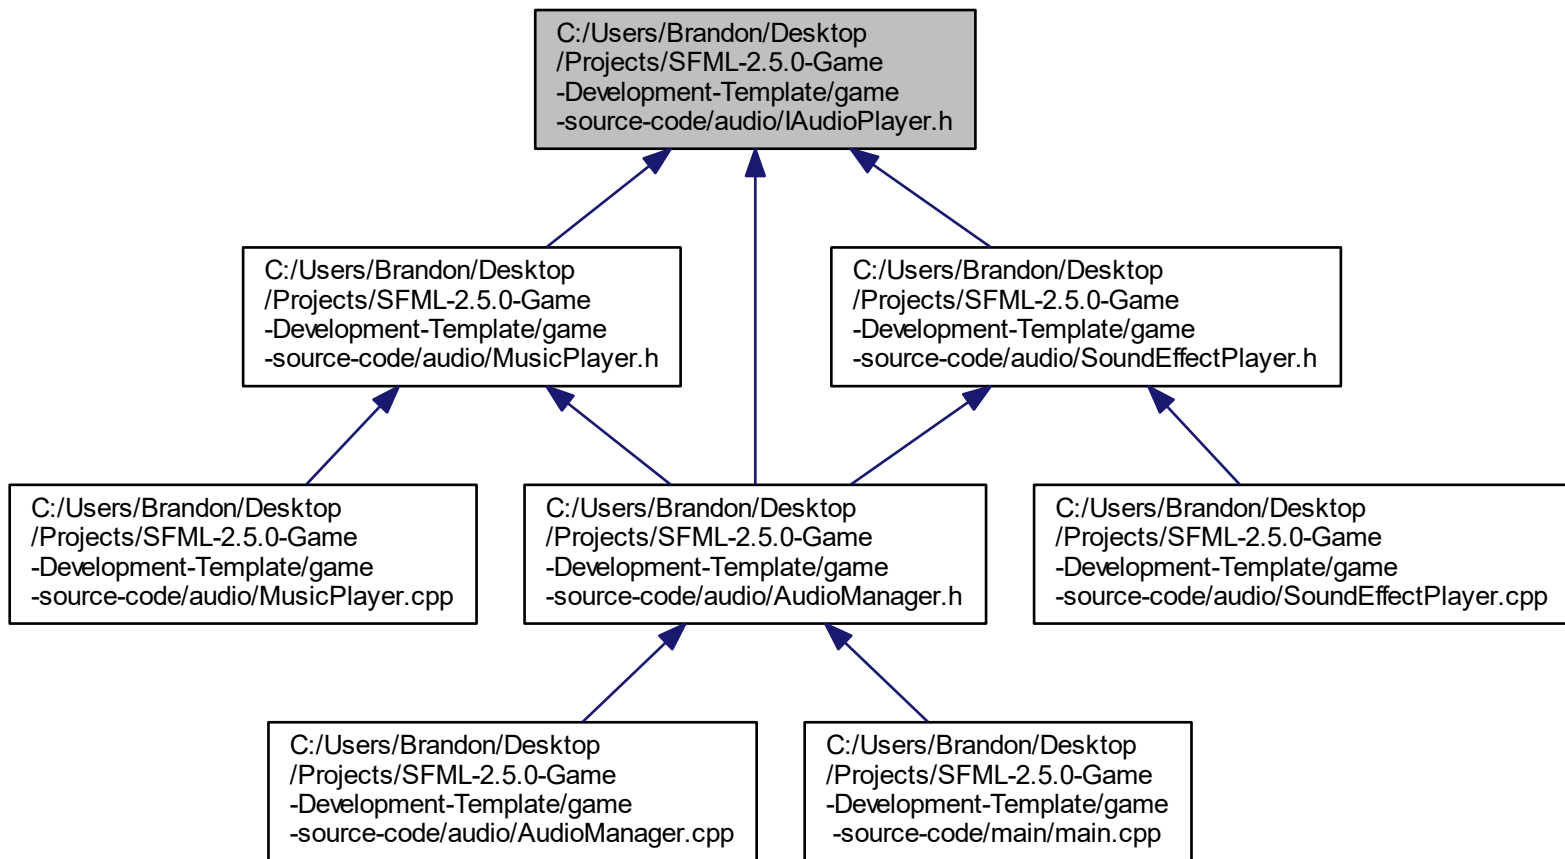 C:/Users/Brandon/Desktop
/Projects/SFML-2.5.0-Game
-Development-Template/game
-source-code/audio/IAudioPlayer.h
C:/Users/Brandon/Desktop
/Projects/SFML-2.5.0-Game
-Development-Template/game
-source-code/audio/MusicPlayer.h
C:/Users/Brandon/Desktop
/Projects/SFML-2.5.0-Game
-Development-Template/game
-source-code/audio/SoundEffectPlayer.h
C:/Users/Brandon/Desktop
/Projects/SFML-2.5.0-Game
-Development-Template/game
-source-code/audio/MusicPlayer.cpp
C:/Users/Brandon/Desktop
/Projects/SFML-2.5.0-Game
-Development-Template/game
-source-code/audio/AudioManager.h
C:/Users/Brandon/Desktop
/Projects/SFML-2.5.0-Game
-Development-Template/game
-source-code/audio/SoundEffectPlayer.cpp
C:/Users/Brandon/Desktop
/Projects/SFML-2.5.0-Game
-Development-Template/game
-source-code/audio/AudioManager.cpp
C:/Users/Brandon/Desktop
/Projects/SFML-2.5.0-Game
-Development-Template/game
-source-code/main/main.cpp